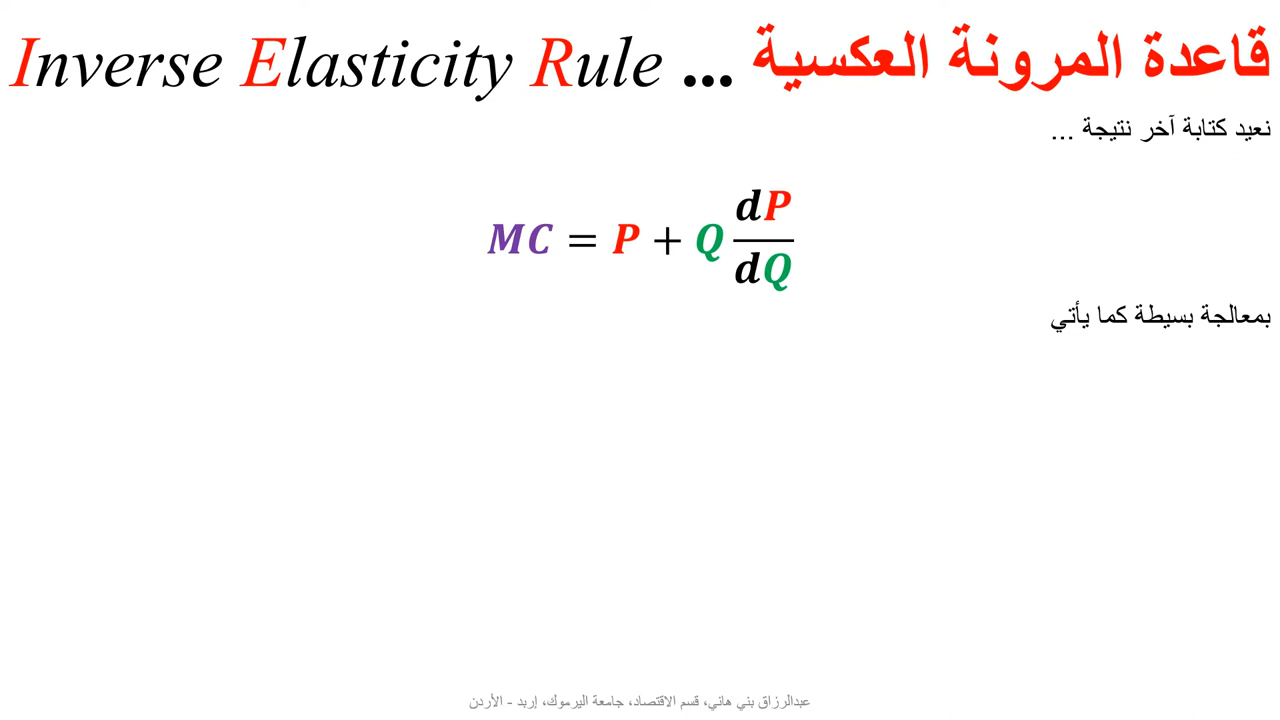 Inverse Elasticity Rule ... قاعدة المرونة العكسية
نعيد كتابة آخر نتيجة ...
MC = P + Q dP/dQ
بمعالجة بسيطة كما يأتي
عبدالرزاق بني هاني، قسم الاقتصاد، جامعة اليرموك، إربد - الأردن